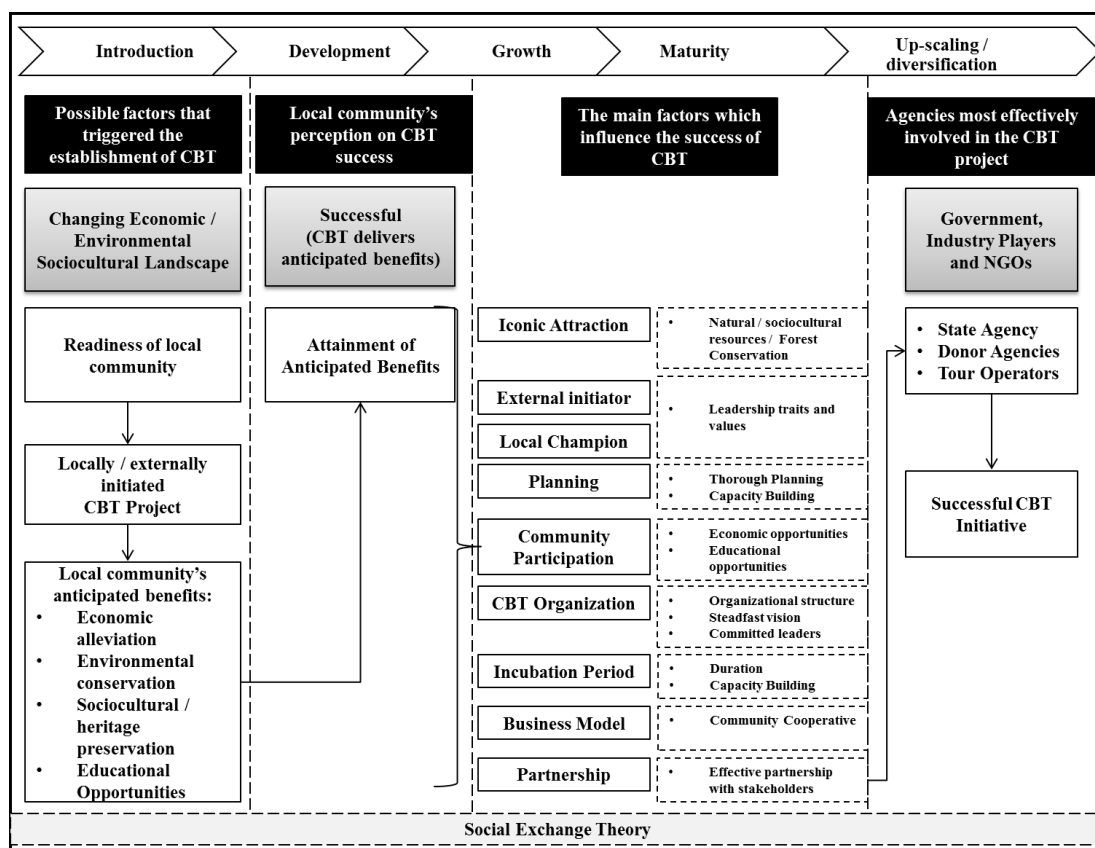 Introduction
Development
Growth
Maturity
Up-scaling /
diversification
Possible factors that
triggered the
establishment of CBT
Local community's
perception on CBT
success
The main factors which
influence the success of
CBT
Agencies most effectively
involved in the CBT
project
Changing Economic /
Environmental
Sociocultural Landscape
Successful
(CBT delivers
anticipated benefits)
Government,
Industry Players
and NGOs
Readiness of local
community
Locally / externally
initiated
CBT Project
Local community's
anticipated benefits:
• Economic
alleviation
• Environmental
conservation
• Sociocultural /
heritage
preservation
• Educational
Opportunities
Attainment of
Anticipated Benefits
Iconic Attraction
• Natural / sociocultural
resources / Forest
Conservation
External initiator
Local Champion
• Leadership traits and
values
Planning
• Thorough Planning
• Capacity Building
Community
Participation
• Economic opportunities
• Educational
opportunities
CBT Organization
• Organizational structure
• Steadfast vision
• Committed leaders
Incubation Period
• Duration
• Capacity Building
Business Model
• Community Cooperative
Partnership
• Effective partnership
with stakeholders
• State Agency
• Donor Agencies
• Tour Operators
Successful CBT
Initiative
Social Exchange Theory